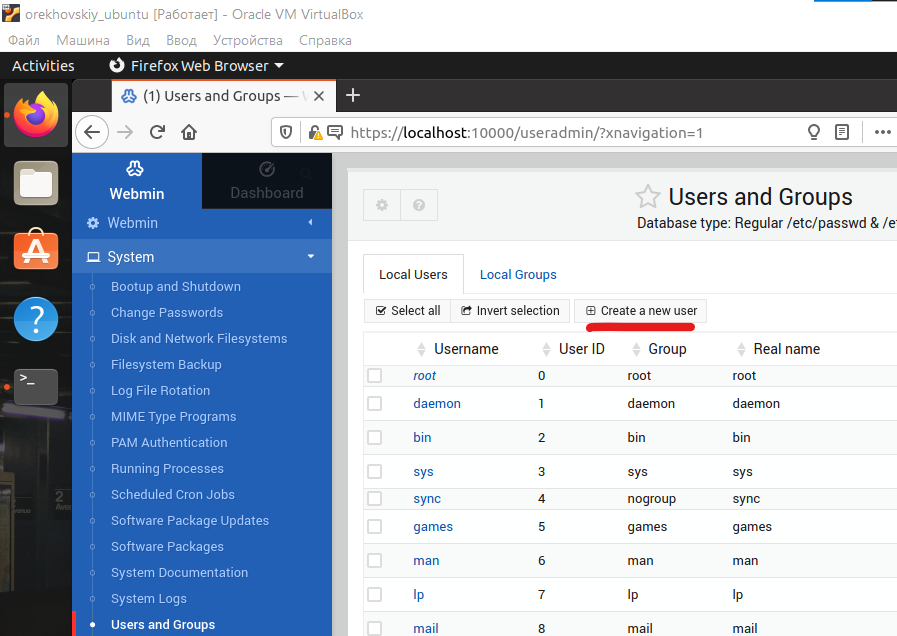 orekhovskiy_ubuntu [Работает] - Oracle VM VirtualBox
Файл Машина Вид Ввод Устройства Справка
Activities Firefox Web Browser
(1) Users and Groups —
https://localhost:10000/useradmin/?xnavigation=1
Webmin
Dashboard
Webmin
System
Bootup and Shutdown
Change Passwords
Disk and Network Filesystems
Filesystem Backup
Log File Rotation
MIME Type Programs
PAM Authentication
Running Processes
Scheduled Cron Jobs
Software Package Updates
Software Packages
System Documentation
System Logs
Users and Groups
Users and Groups
Database type: Regular /etc/passwd & /e
Local Users Local Groups
Select all Invert selection Create a new user
Username User ID Group Real name
root 0 root root
daemon 1 daemon daemon
bin 2 bin bin
sys 3 sys sys
sync 4 nogroup sync
games 5 games games
man 6 man man
lp 7 lp lp
mail 8 mail mail